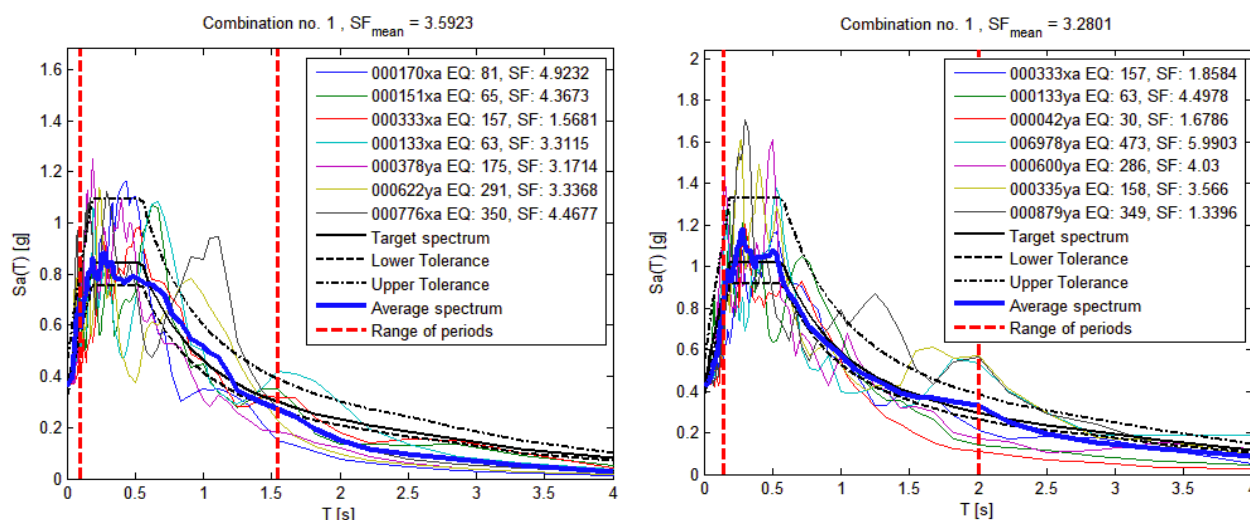 Combination no. 1 , SFmean = 3.5923
Sa(T) [g]
1.6
1.4
1.2
1
0.8
0.6
0.4
0.2
0
000170xa EQ: 81, SF: 4.9232
000151xa EQ: 65, SF: 4.3673
000333xa EQ: 157, SF: 1.5681
000133xa EQ: 63, SF: 3.3115
000378ya EQ: 175, SF: 3.1714
000622ya EQ: 291, SF: 3.3368
000776xa EQ: 350, SF: 4.4677
Target spectrum
Lower Tolerance
Upper Tolerance
Average spectrum
Range of periods
0 0.5 1 1.5 2 2.5 3 3.5 4
T [s]
Combination no. 1 , SFmean = 3.2801
Sa(T) [g]
2
1.8
1.6
1.4
1.2
1
0.8
0.6
0.4
0.2
0
000333xa EQ: 157, SF: 1.8584
000133ya EQ: 63, SF: 4.4978
000042ya EQ: 30, SF: 1.6786
006978ya EQ: 473, SF: 5.9903
000600ya EQ: 286, SF: 4.03
000335ya EQ: 158, SF: 3.566
000879ya EQ: 349, SF: 1.3396
Target spectrum
Lower Tolerance
Upper Tolerance
Average spectrum
Range of periods
0 0.5 1 1.5 2 2.5 3 3.5 4
T [s]